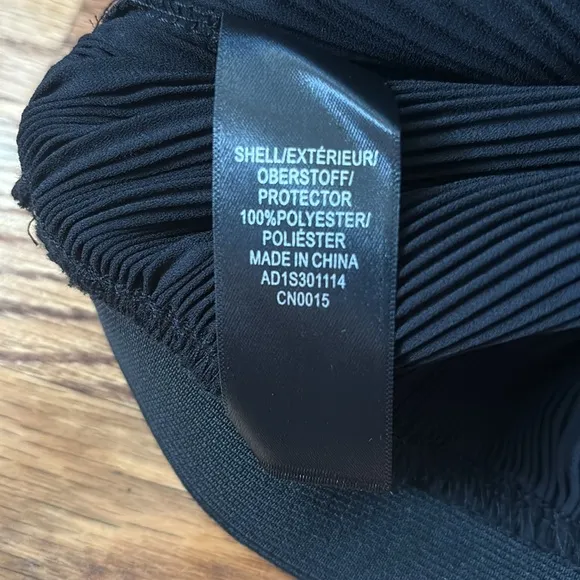 SHELL/EXTÉRIEUR/
OBERSTOFF/
PROTECTOR
100%POLYESTER/
POLIÉSTER
MADE IN CHINA
AD1S301114
CN0015